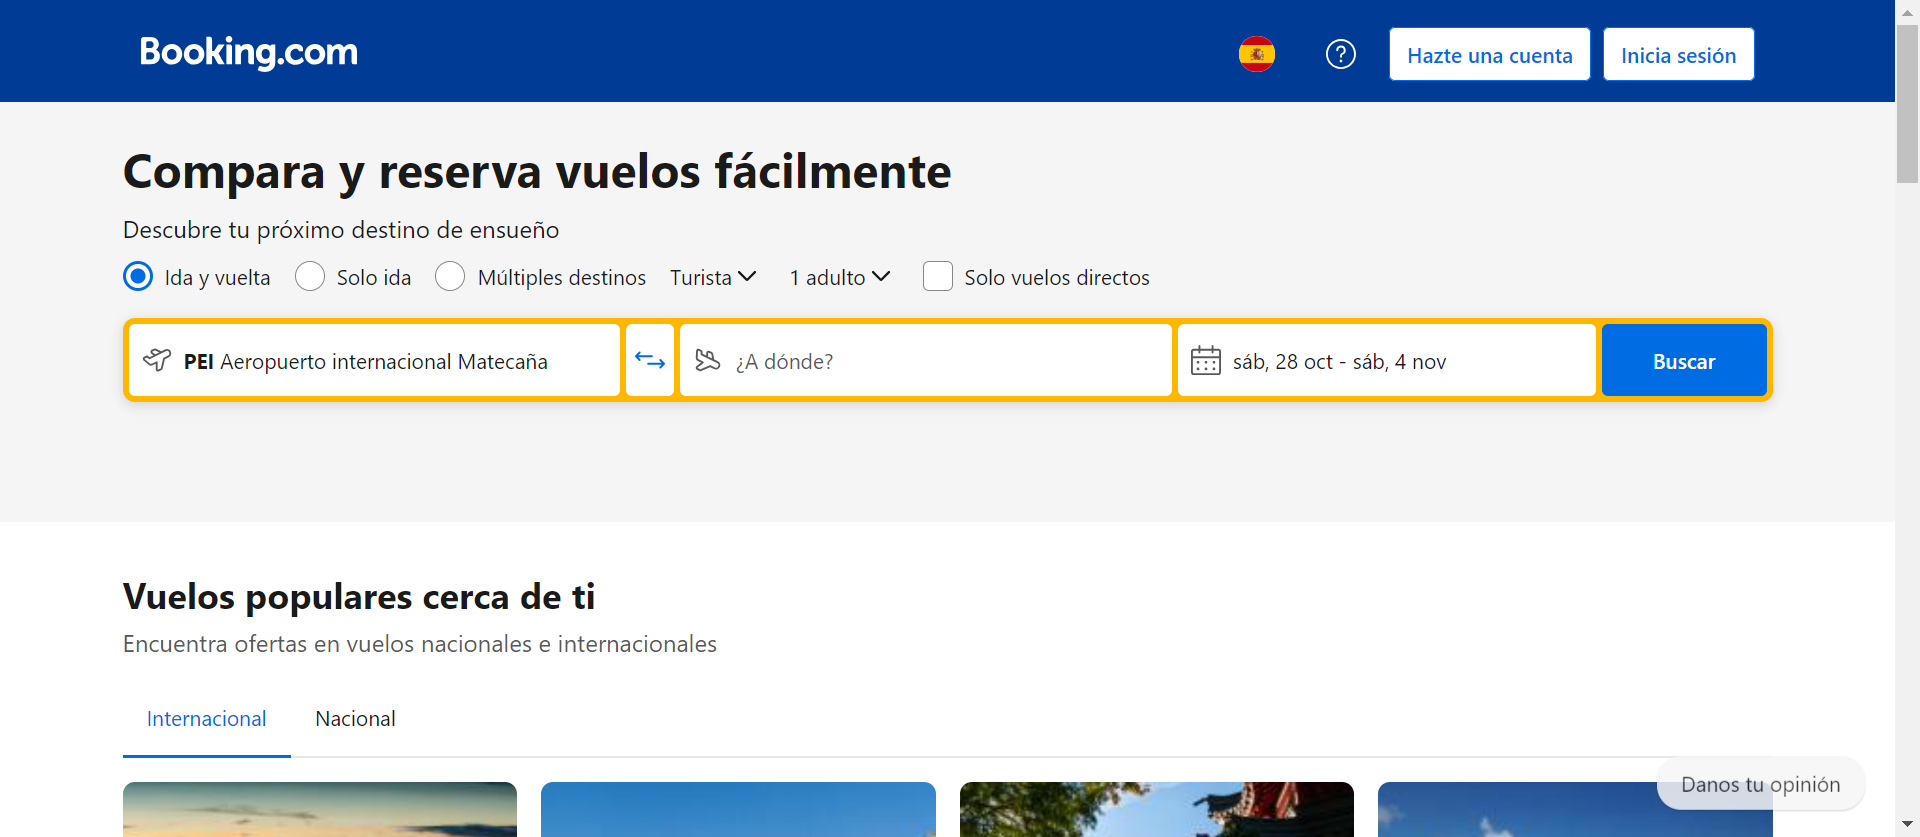 Booking.com
?
Hazte una cuenta
Inicia sesión
Compara y reserva vuelos fácilmente
Descubre tu próximo destino de ensueño
Ida y vuelta
Solo ida
Múltiples destinos
Turista
1 adulto
Solo vuelos directos
PEI Aeropuerto internacional Matecaña
¿A dónde?
sáb, 28 oct - sáb, 4 nov
Buscar
Vuelos populares cerca de ti
Encuentra ofertas en vuelos nacionales e internacionales
Internacional
Nacional
Danos tu opinión